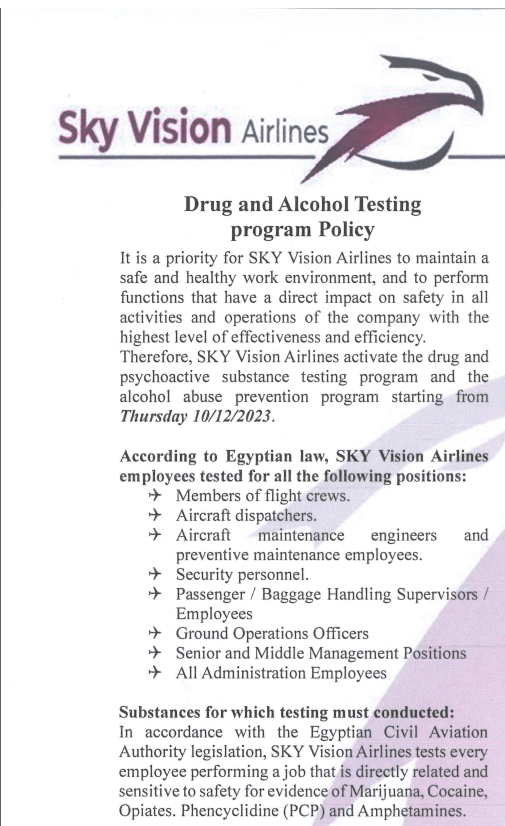 Sky Vision Airlines
Drug and Alcohol Testing
program Policy
It is a priority for SKY Vision Airlines to maintain a
safe and healthy work environment, and to perform
functions that have a direct impact on safety in all
activities and operations of the company with the
highest level of effectiveness and efficiency.
Therefore, SKY Vision Airlines activate the drug and
psychoactive substance testing program and the
alcohol abuse prevention program starting from
Thursday 10/12/2023.
According to Egyptian law, SKY Vision Airlines
employees tested for all the following positions:
✈ Members of flight crews.
✈ Aircraft dispatchers.
✈ Aircraft maintenance engineers and
preventive maintenance employees.
✈ Security personnel.
✈ Passenger / Baggage Handling Supervisors /
Employees
✈ Ground Operations Officers
✈ Senior and Middle Management Positions
✈ All Administration Employees
Substances for which testing must conducted:
In accordance with the Egyptian Civil Aviation
Authority legislation, SKY Vision Airlines tests every
employee performing a job that is directly related and
sensitive to safety for evidence of Marijuana, Cocaine,
Opiates. Phencyclidine (PCP) and Amphetamines.